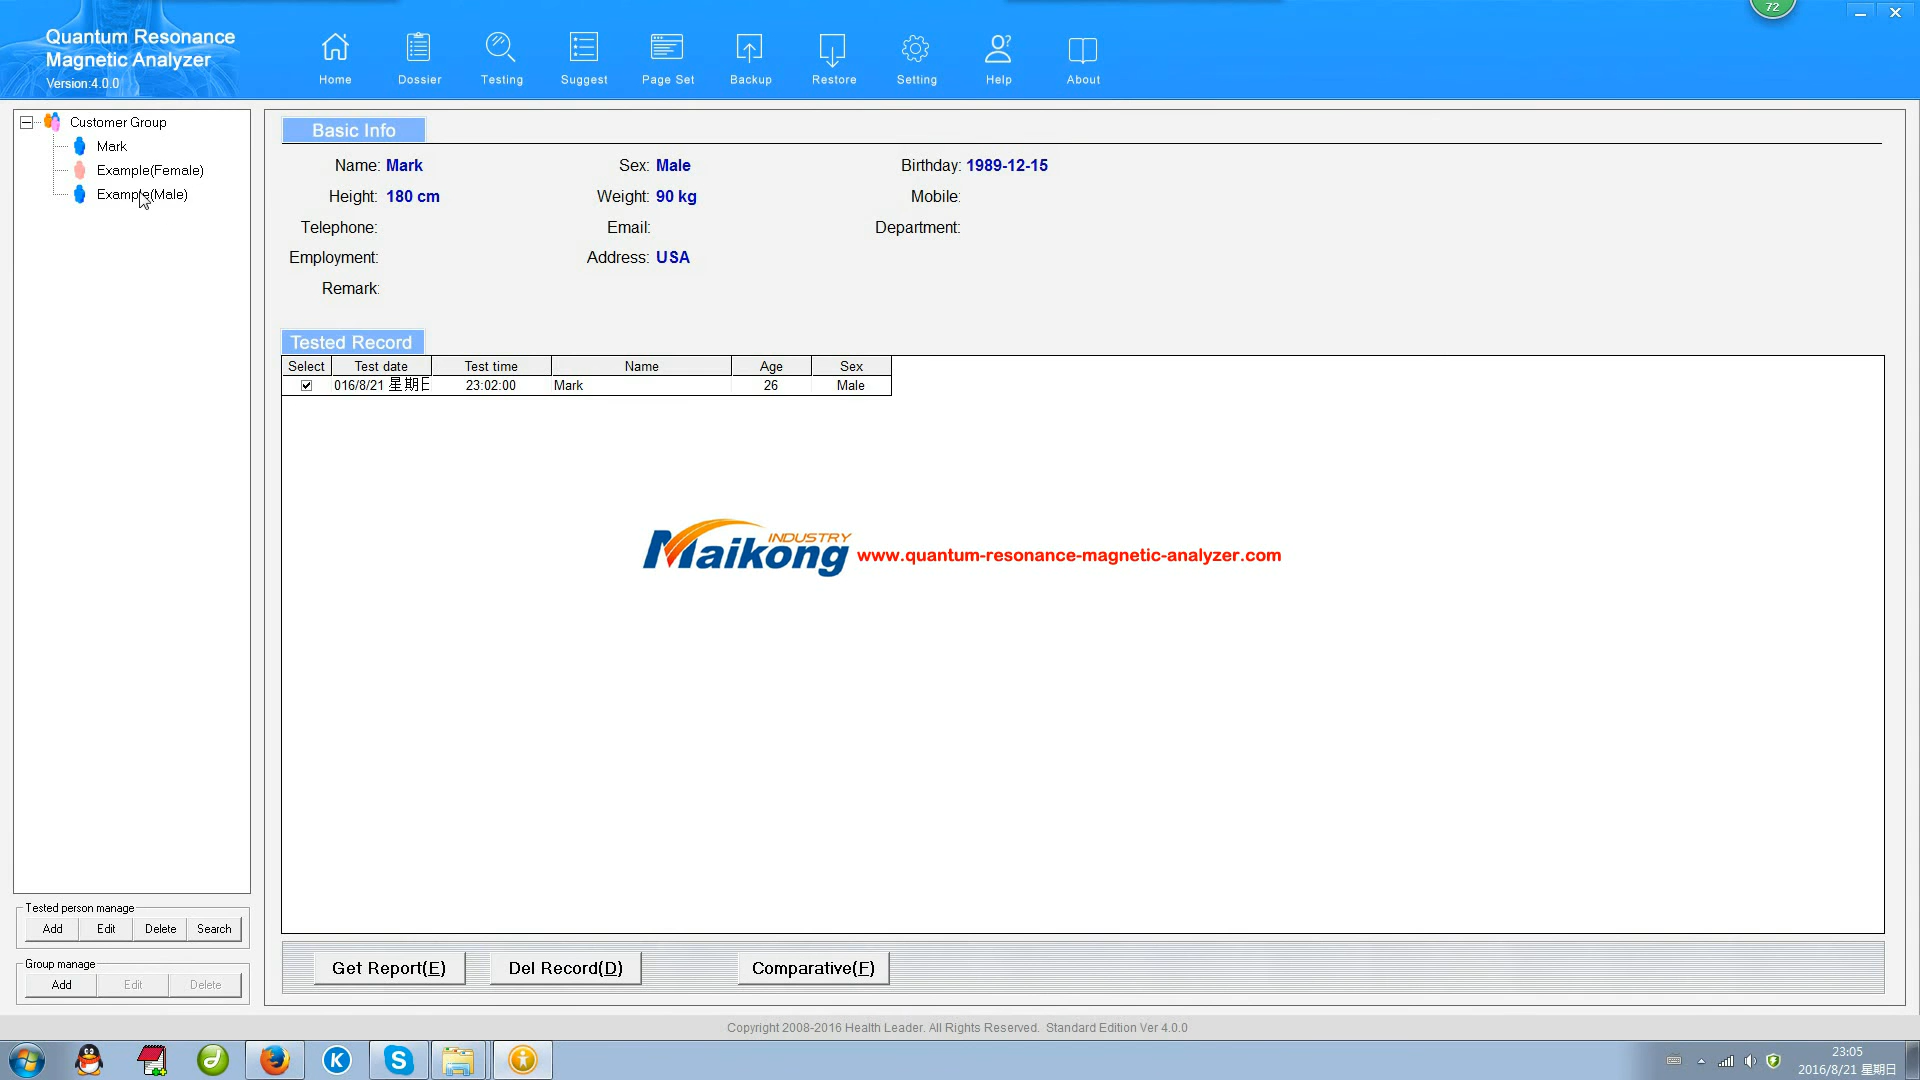 72
Quantum Resonance
Magnetic Analyzer
Version:4.0.0
Home
Dossier
Testing
Suggest
Page Set
Backup
Restore
Setting
Help
About
Customer Group
Mark
Example(Female)
Example(Male)
Basic Info
Name: Mark
Sex: Male
Birthday: 1989-12-15
Height: 180 cm
Weight: 90 kg
Mobile:
Telephone:
Email:
Department:
Employment:
Address: USA
Remark:
Tested Record
Select Test date Test time Name Age Sex
016/8/21 星期日 23:02:00 Mark 26 Male
Maikong INDUSTRY
www.quantum-resonance-magnetic-analyzer.com
Tested person manage
Add Edit Delete Search
Group manage
Add Edit Delete
Get Report(E)
Del Record(D)
Comparative(F)
Copyright 2008-2016 Health Leader. All Rights Reserved. Standard Edition Ver 4.0.0
23:05
2016/8/21 星期日